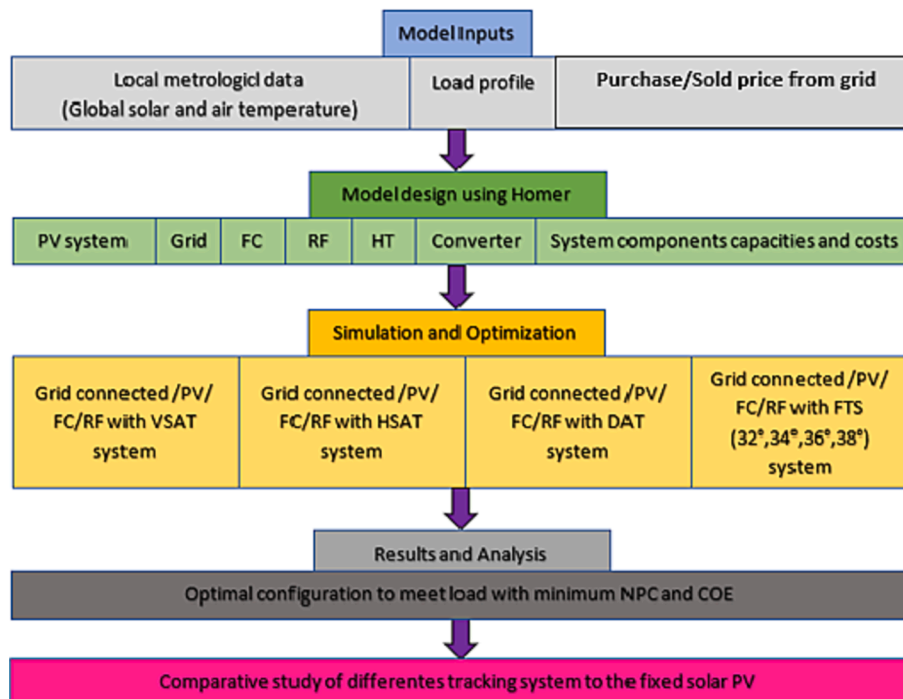 Model Inputs
Local metrologicl data
(Global solar and air temperature)
Load profile
Purchase/Sold price from grid
Model design using Homer
PV system
Grid
FC
RF
HT
Converter
System components capacities and costs
Simulation and Optimization
Grid connected /PV/
FC/RF with VSAT
system
Grid connected /PV/
FC/RF with HSAT
system
Grid connected /PV/
FC/RF with DAT
system
Grid connected /PV/
FC/RF with FTS
(32°,34°,36°,38°)
system
Results and Analysis
Optimal configuration to meet load with minimum NPC and COE
Comparative study of differentes tracking system to the fixed solar PV